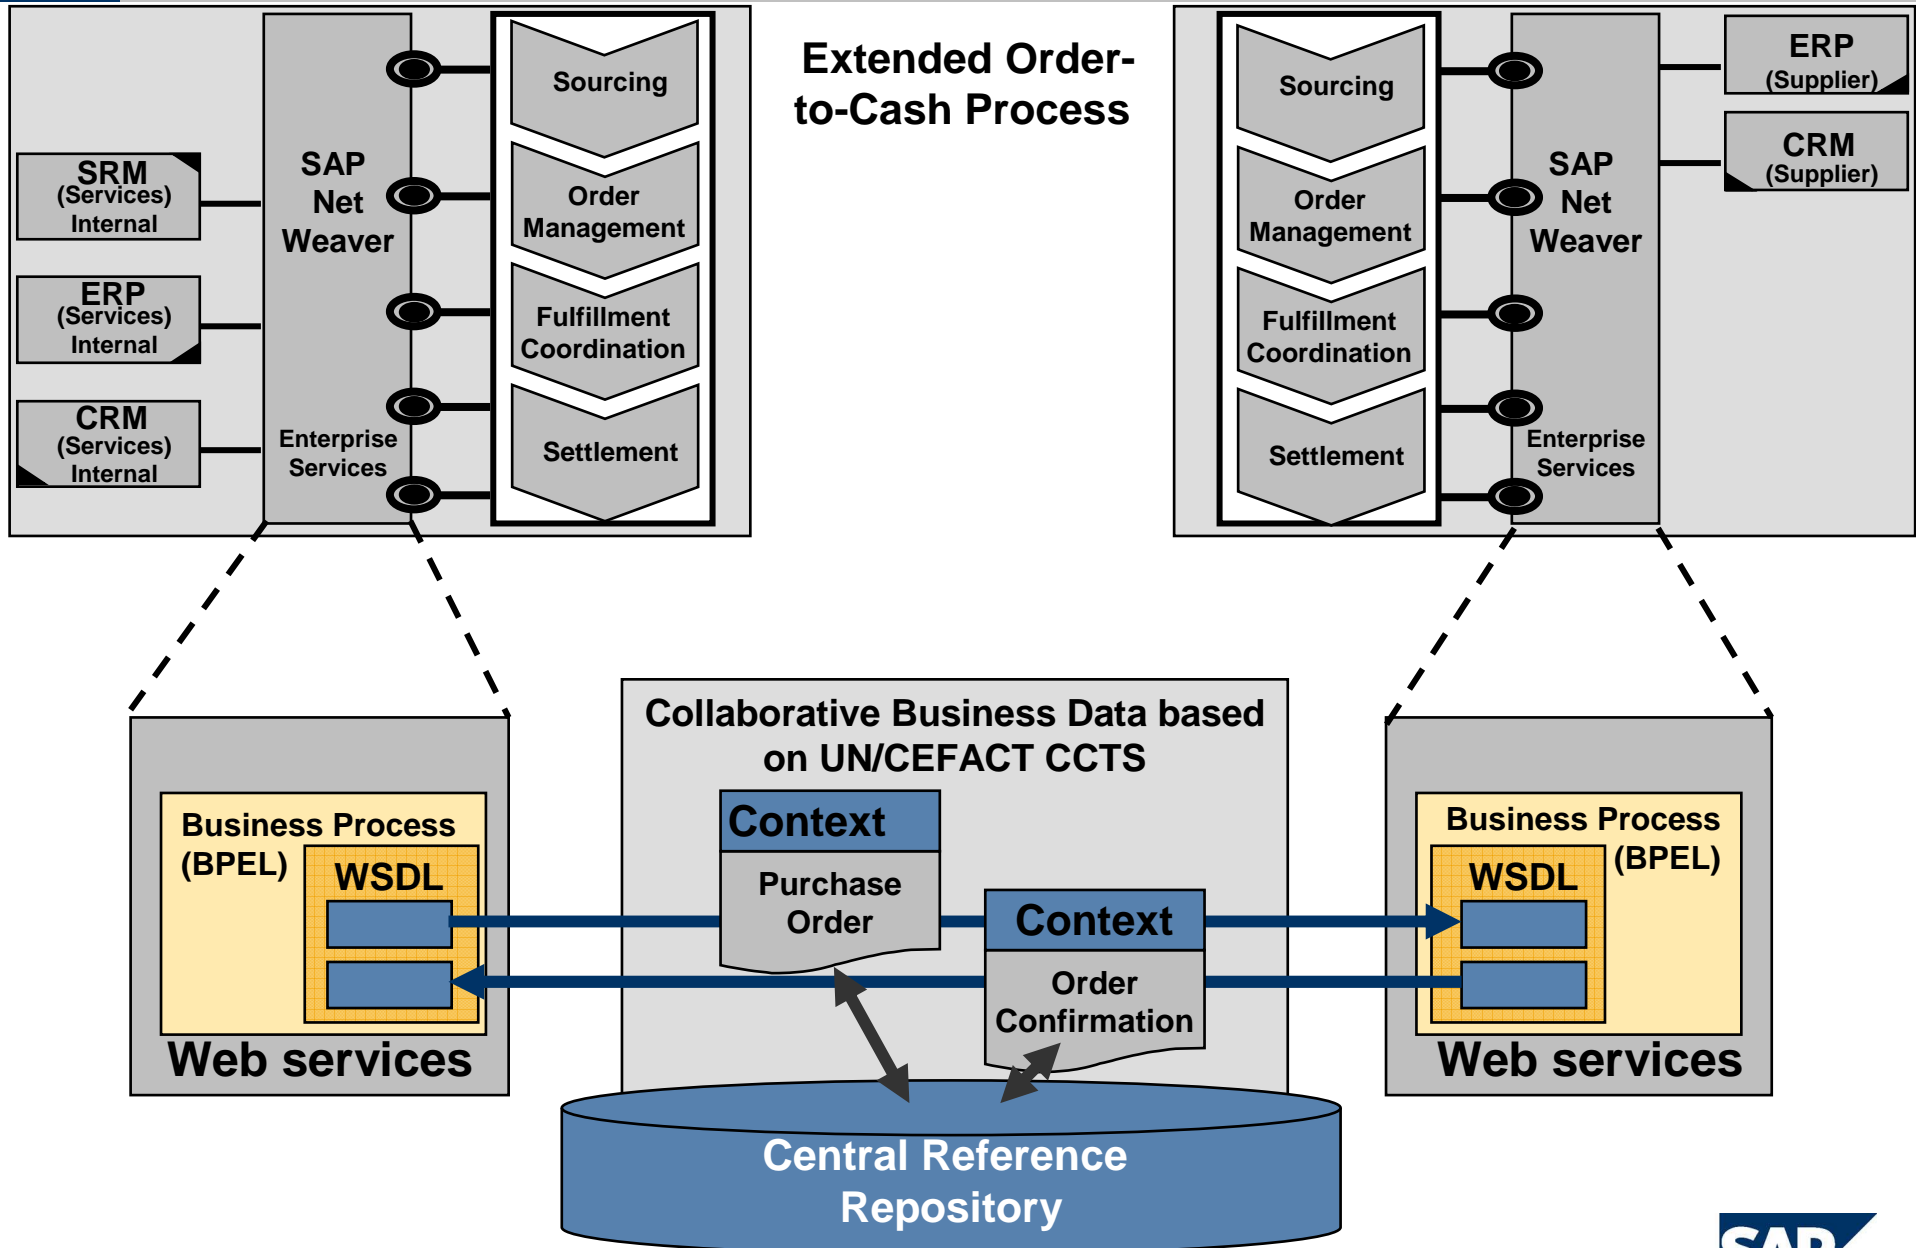 Extended Order-
to-Cash Process
SRM
(Services)
Internal
ERP
(Services)
Internal
CRM
(Services)
Internal
SAP
Net
Weaver
Enterprise
Services
Sourcing
Order
Management
Fulfillment
Coordination
Settlement
Sourcing
Order
Management
Fulfillment
Coordination
Settlement
SAP
Net
Weaver
Enterprise
Services
ERP
(Supplier)
CRM
(Supplier)
Business Process
(BPEL)
WSDL
Web services
Collaborative Business Data based
on UN/CEFACT CCTS
Context
Purchase
Order
Context
Order
Confirmation
Business Process
(BPEL)
WSDL
Web services
Central Reference
Repository
SAP